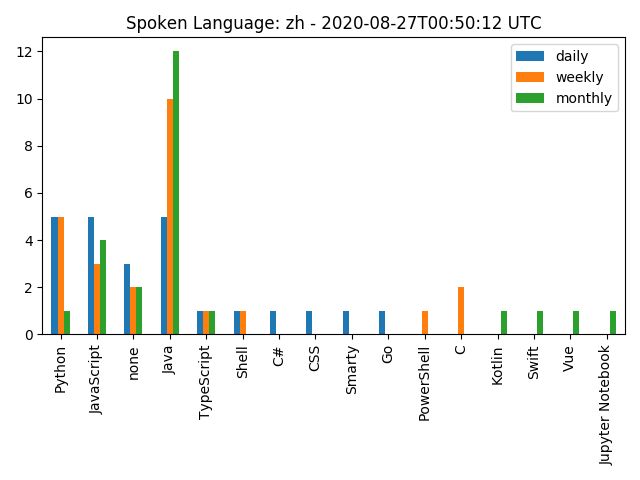 Spoken Language: zh - 2020-08-27T00:50:12 UTC
daily
weekly
monthly
12
10
8
6
4
2
0
Python
JavaScript
none
Java
TypeScript
Shell
C#
CSS
Smarty
Go
PowerShell
C
Kotlin
Swift
Vue
Jupyter Notebook